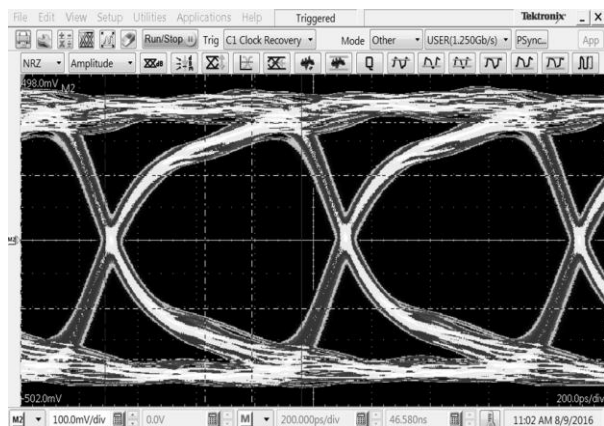 File Edit View Setup Utilities Applications Help Triggered Tektronix
Run/Stop Trig C1 Clock Recovery Mode Other USER(1.250Gb/s) PSync.. App
NRZ Amplitude Q
498.0mV M2
-502.0mV 200.0ps/div
M2 100.0mV/div 0.0V M 200.000ps/div 46.580ns 11:02 AM 8/9/2016